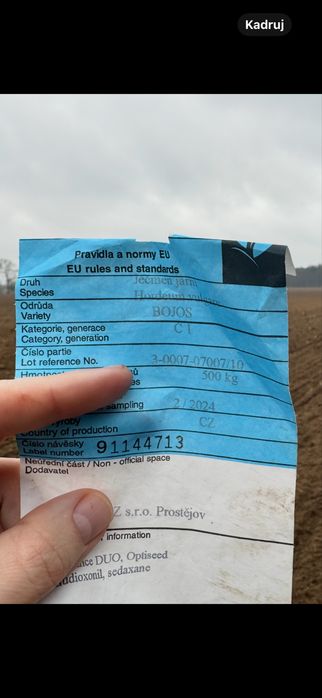 Kadruj
Pravidla a normy EU
EU rules and standards
Druh
Species
Ječmen jarní
Hordeum vulgare
Odrůda
Variety
BOJOS
Kategorie, generace
Category, generation
C 1
Číslo partie
Lot reference No.
3-0007-07007/10
500 kg
sampling
2 / 2024
Country of production
CZ
Číslo návěsky
Label number
91144713
Neúřední část / Non - official space
Dodavatel
Z s.r.o. Prostějov
information
DUO, Optiseed
sedaxane